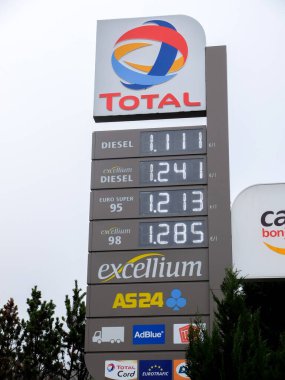 TOTAL
DIESEL 1.111 €/l
excellium
DIESEL 1.241 €/l
EURO SUPER
95 1.213 €/l
excellium
98 1.285 €/l
excellium
AS24
AdBlue
TOTAL
Card
EUROTRAFIC